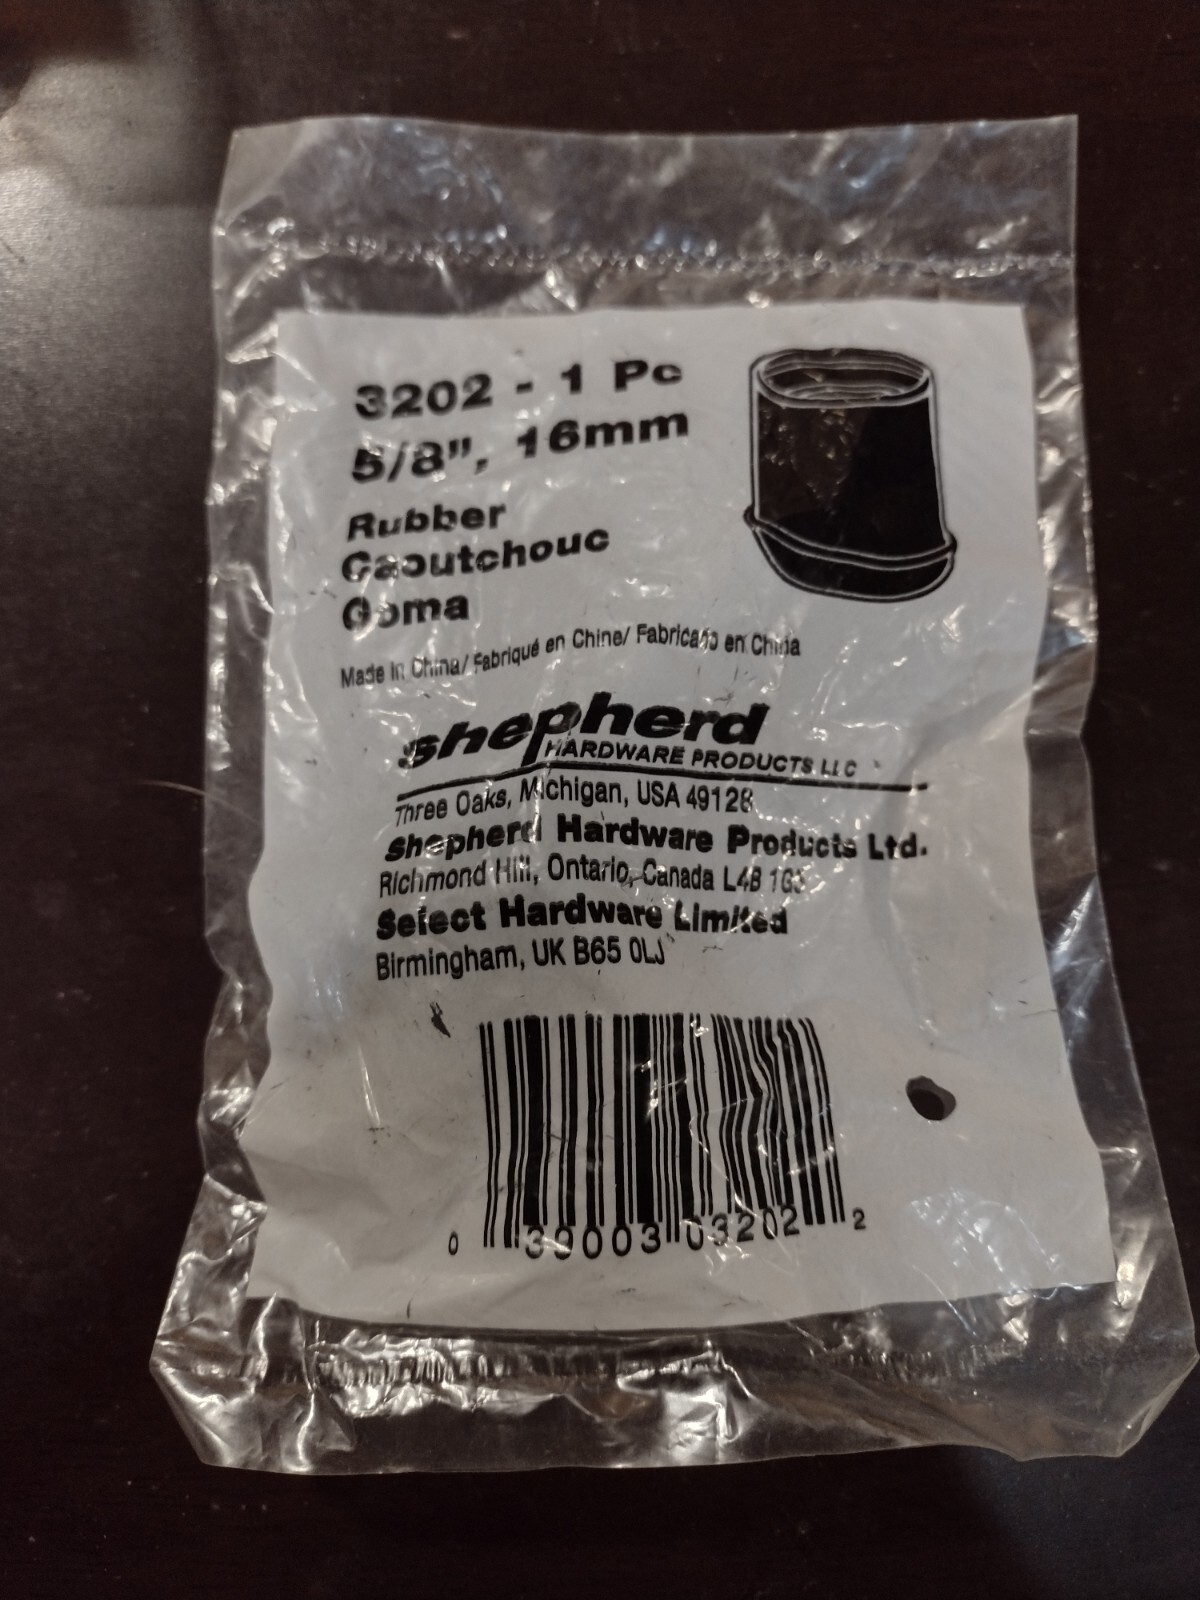 3202 - 1 Pc
5/8", 16mm
Rubber
Caoutchouc
Goma
Made In China/ Fabriqué en Chine/ Fabricado en China
shepherd
HARDWARE PRODUCTS LLC
Three Oaks, Michigan, USA 49128
shepherd Hardware Products Ltd.
Richmond Hill, Ontario, Canada L4B 1G3
Select Hardware Limited
Birmingham, UK B65 0LJ
0 39003 03202 2